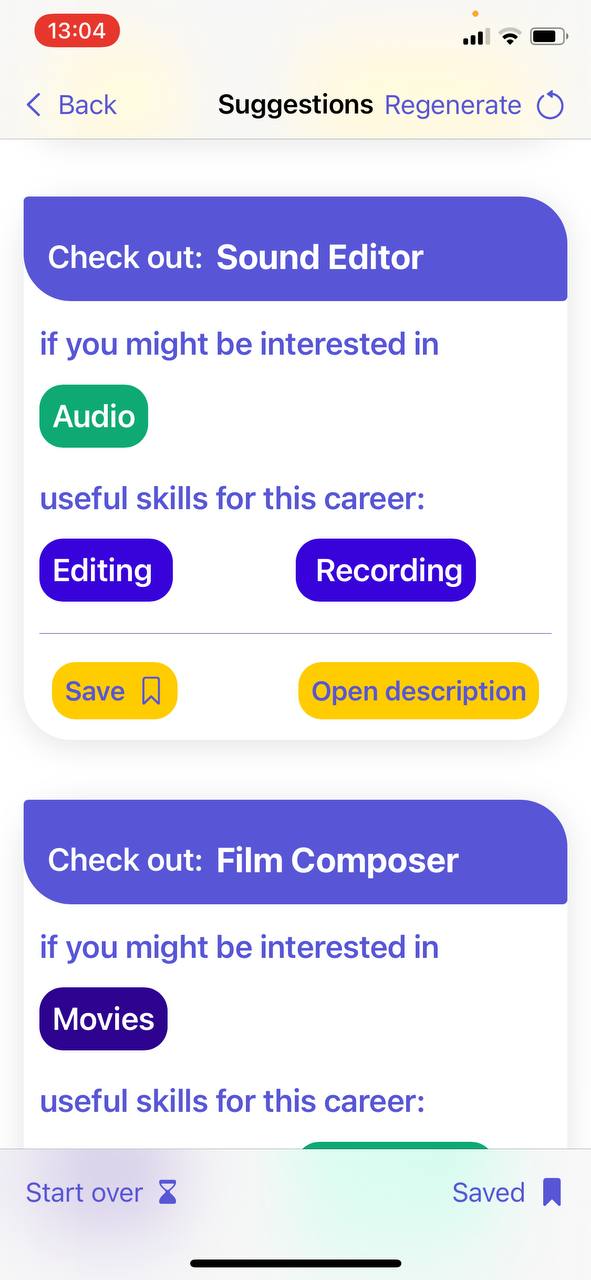 13:04
Back Suggestions Regenerate
Check out: Sound Editor
if you might be interested in
Audio
useful skills for this career:
Editing Recording
Save Open description
Check out: Film Composer
if you might be interested in
Movies
useful skills for this career:
Start over Saved